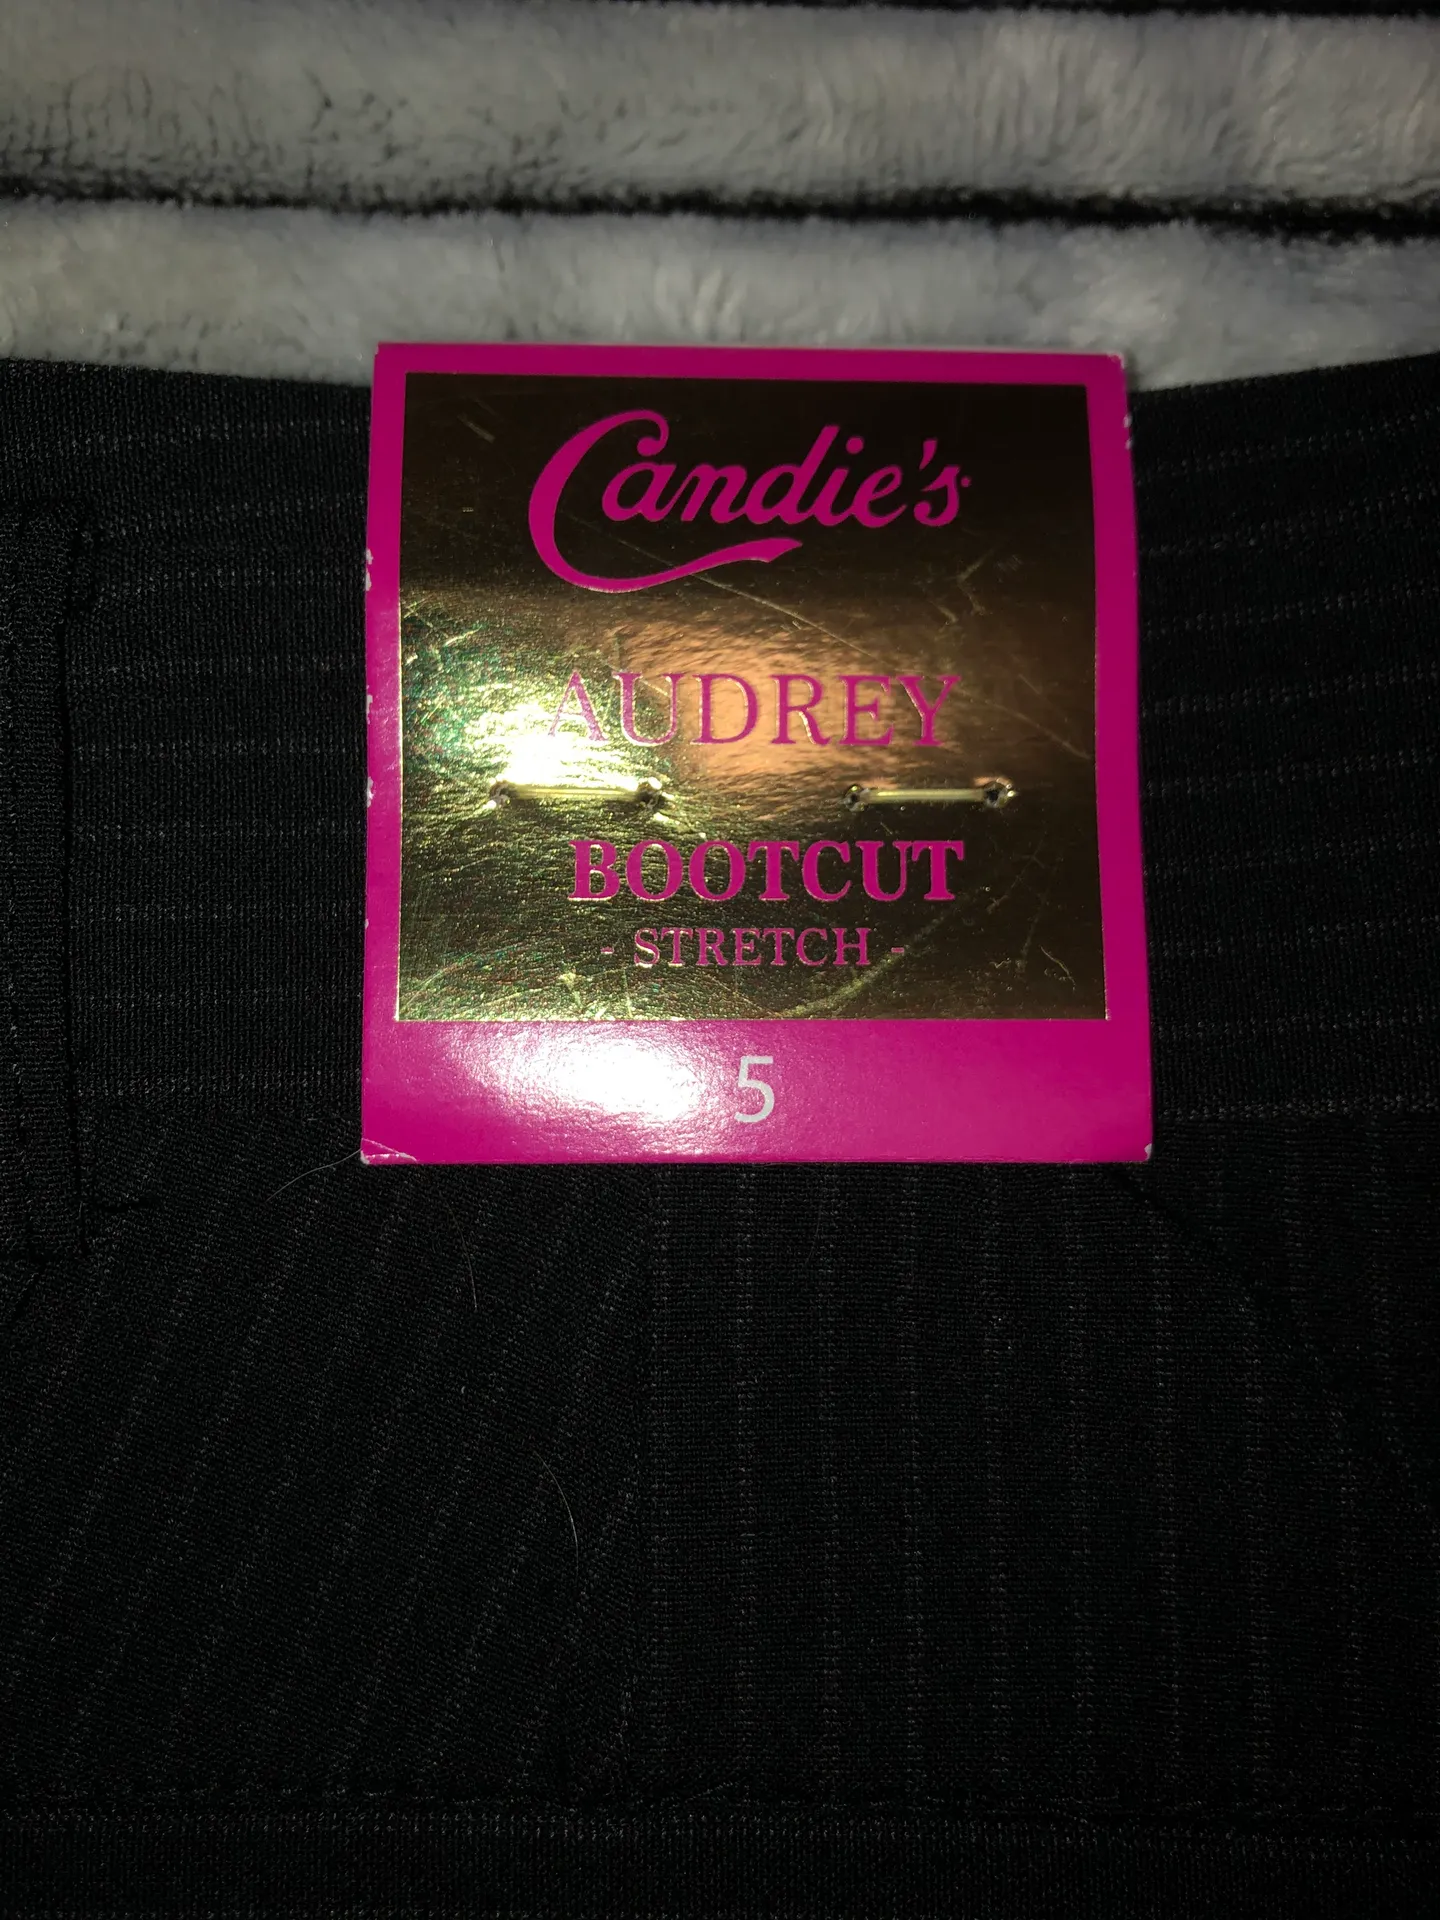 Candie's
AUDREY
BOOTCUT
- STRETCH -
5